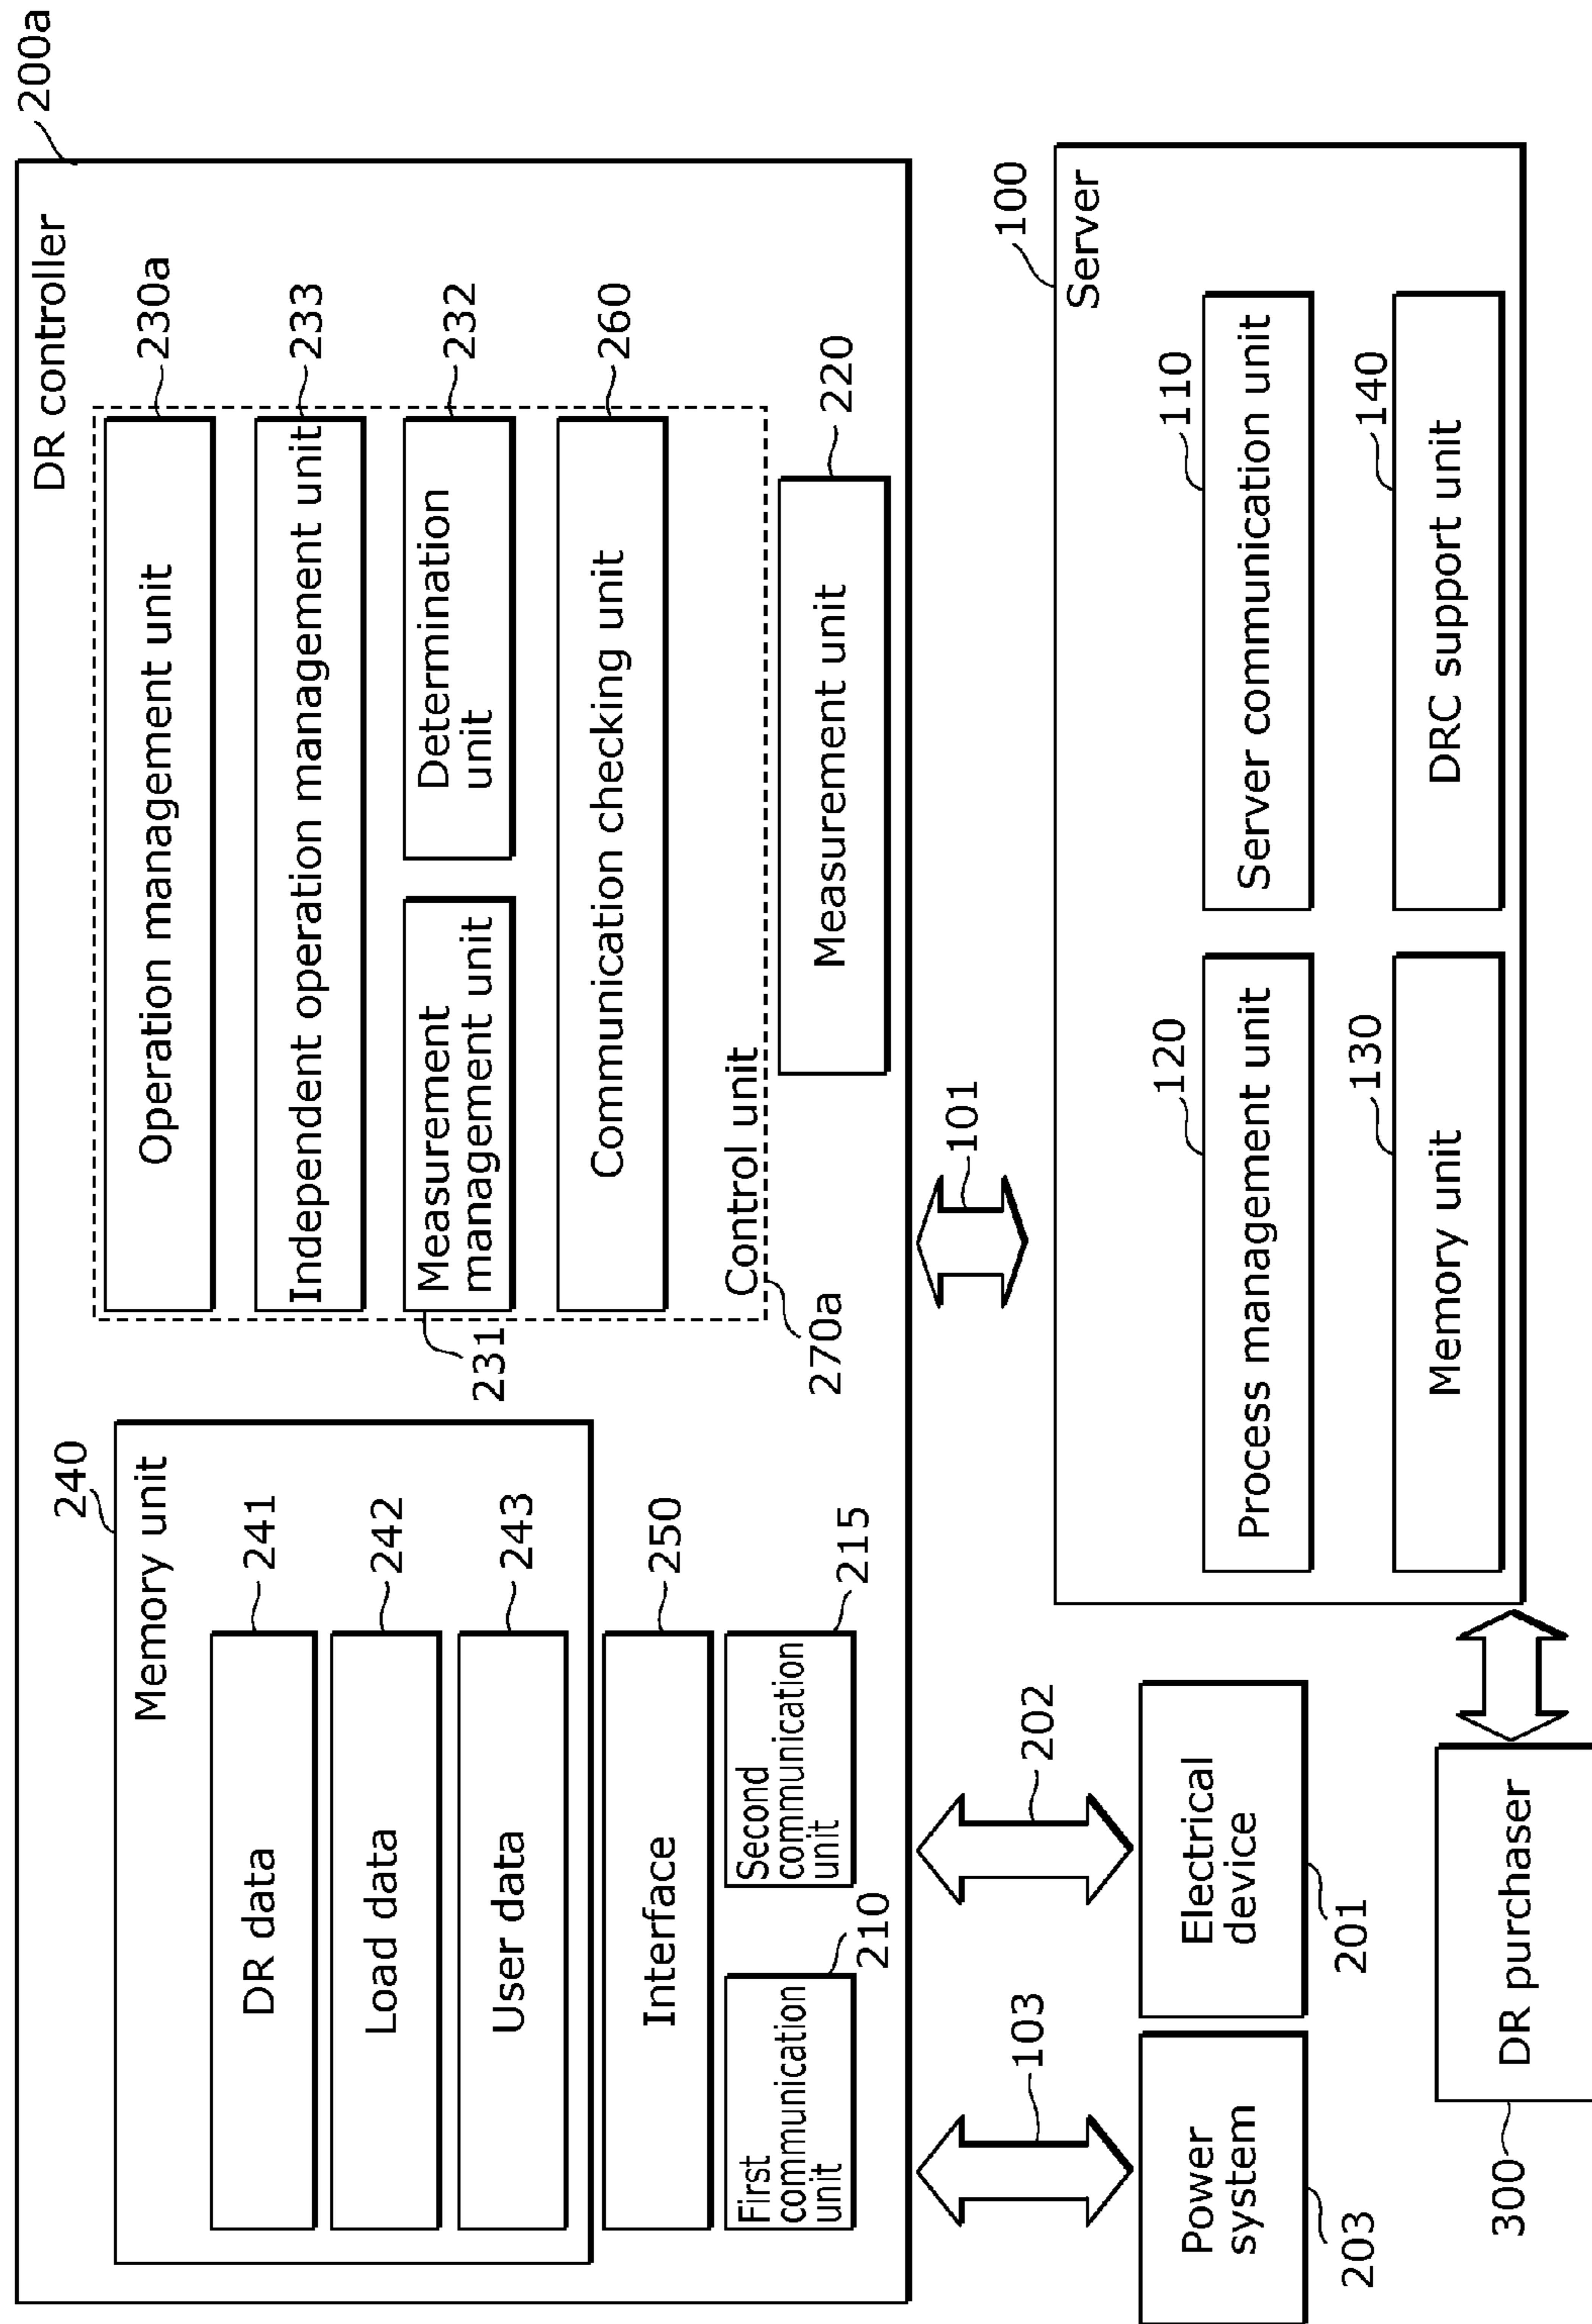 200a
DR controller
240
Memory unit
DR data
241
Load data
242
User data
243
Interface
250
First
communication
unit
210
Second
communication
unit
215
Operation management unit
230a
Independent operation management unit
233
Measurement
management unit
231
Determination
unit
232
Communication checking unit
260
Control unit
270a
Measurement unit
220
103
202
101
Power
system
203
Electrical
device
201
100
Server
Process management unit
120
Server communication unit
110
Memory unit
130
DRC support unit
140
DR purchaser
300